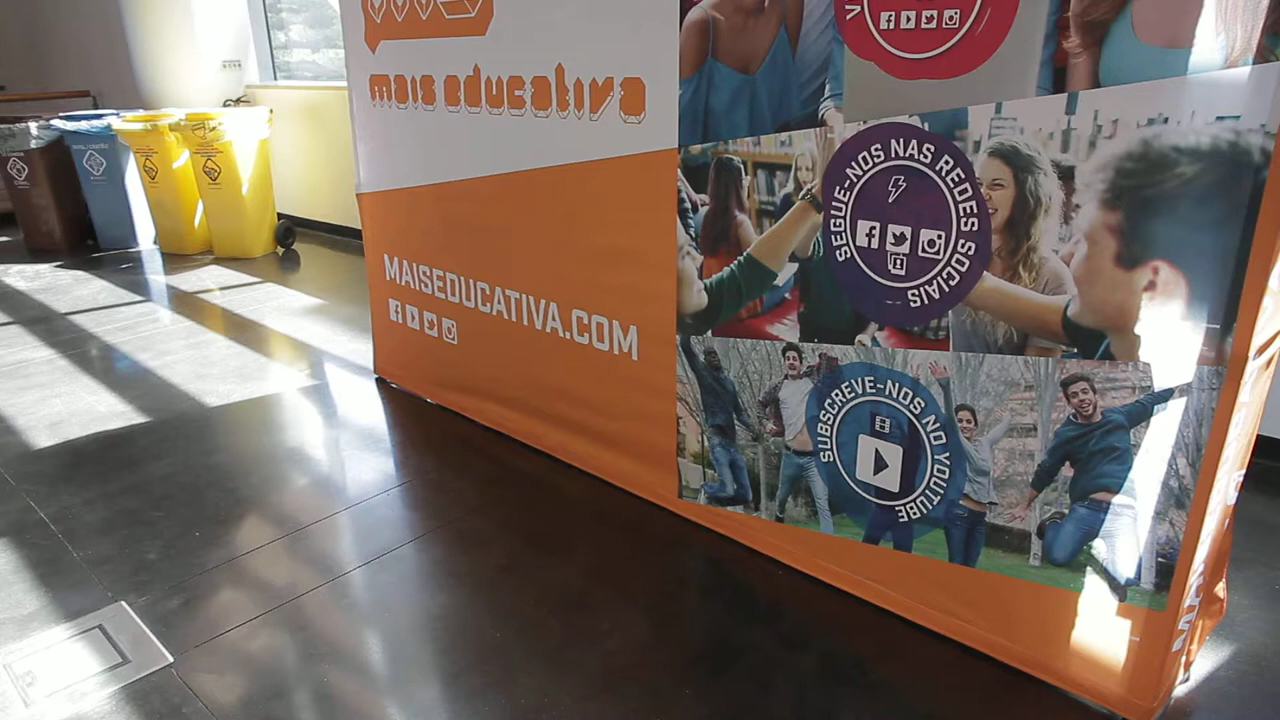 mais educativa
MAISEDUCATIVA.COM
SEGUE-NOS NAS REDES SOCIAIS
SUBSCREVE-NOS NO YOUTUBE